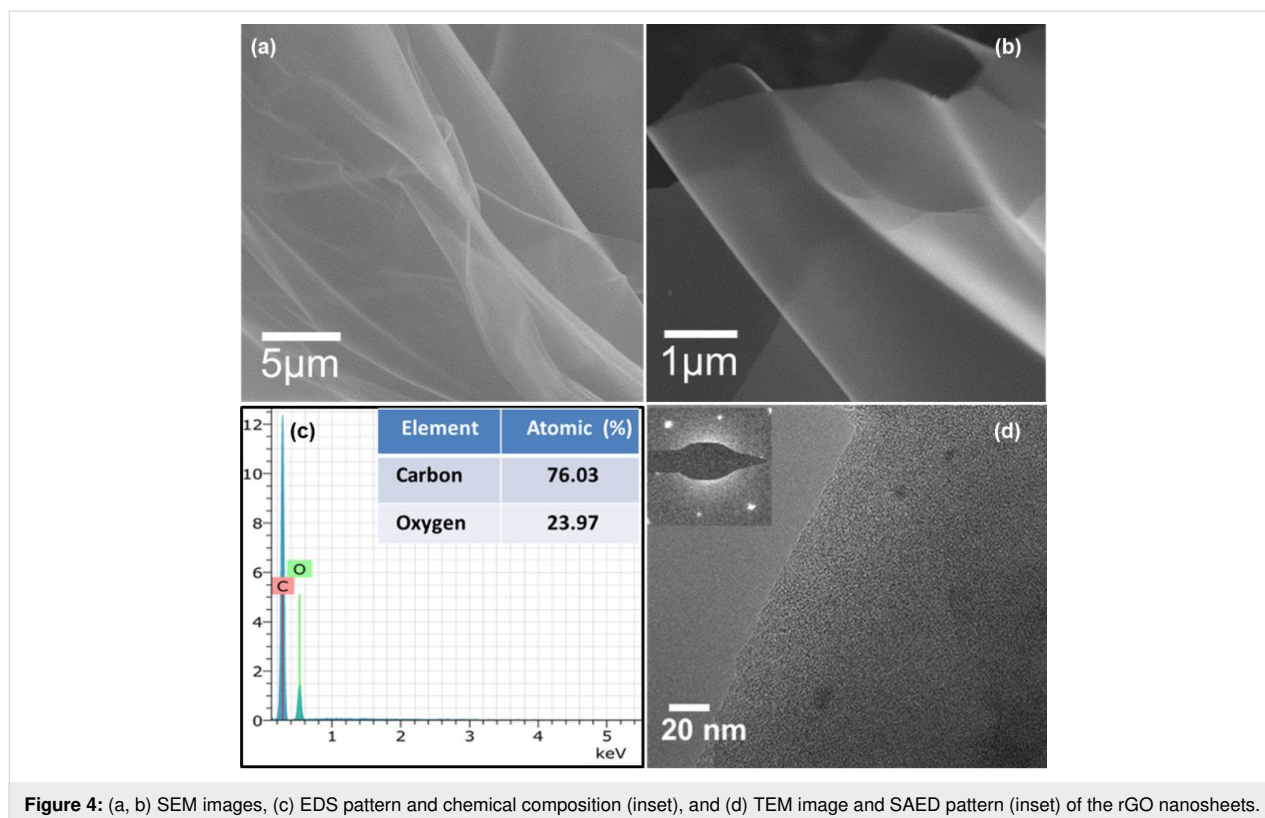 (a)
5µm
(b)
1µm
(c)
Element Atomic (%)
Carbon 76.03
Oxygen 23.97
12
10
8
6
4
2
0
C
O
1 2 3 4 5
keV
(d)
20 nm
Figure 4: (a, b) SEM images, (c) EDS pattern and chemical composition (inset), and (d) TEM image and SAED pattern (inset) of the rGO nanosheets.